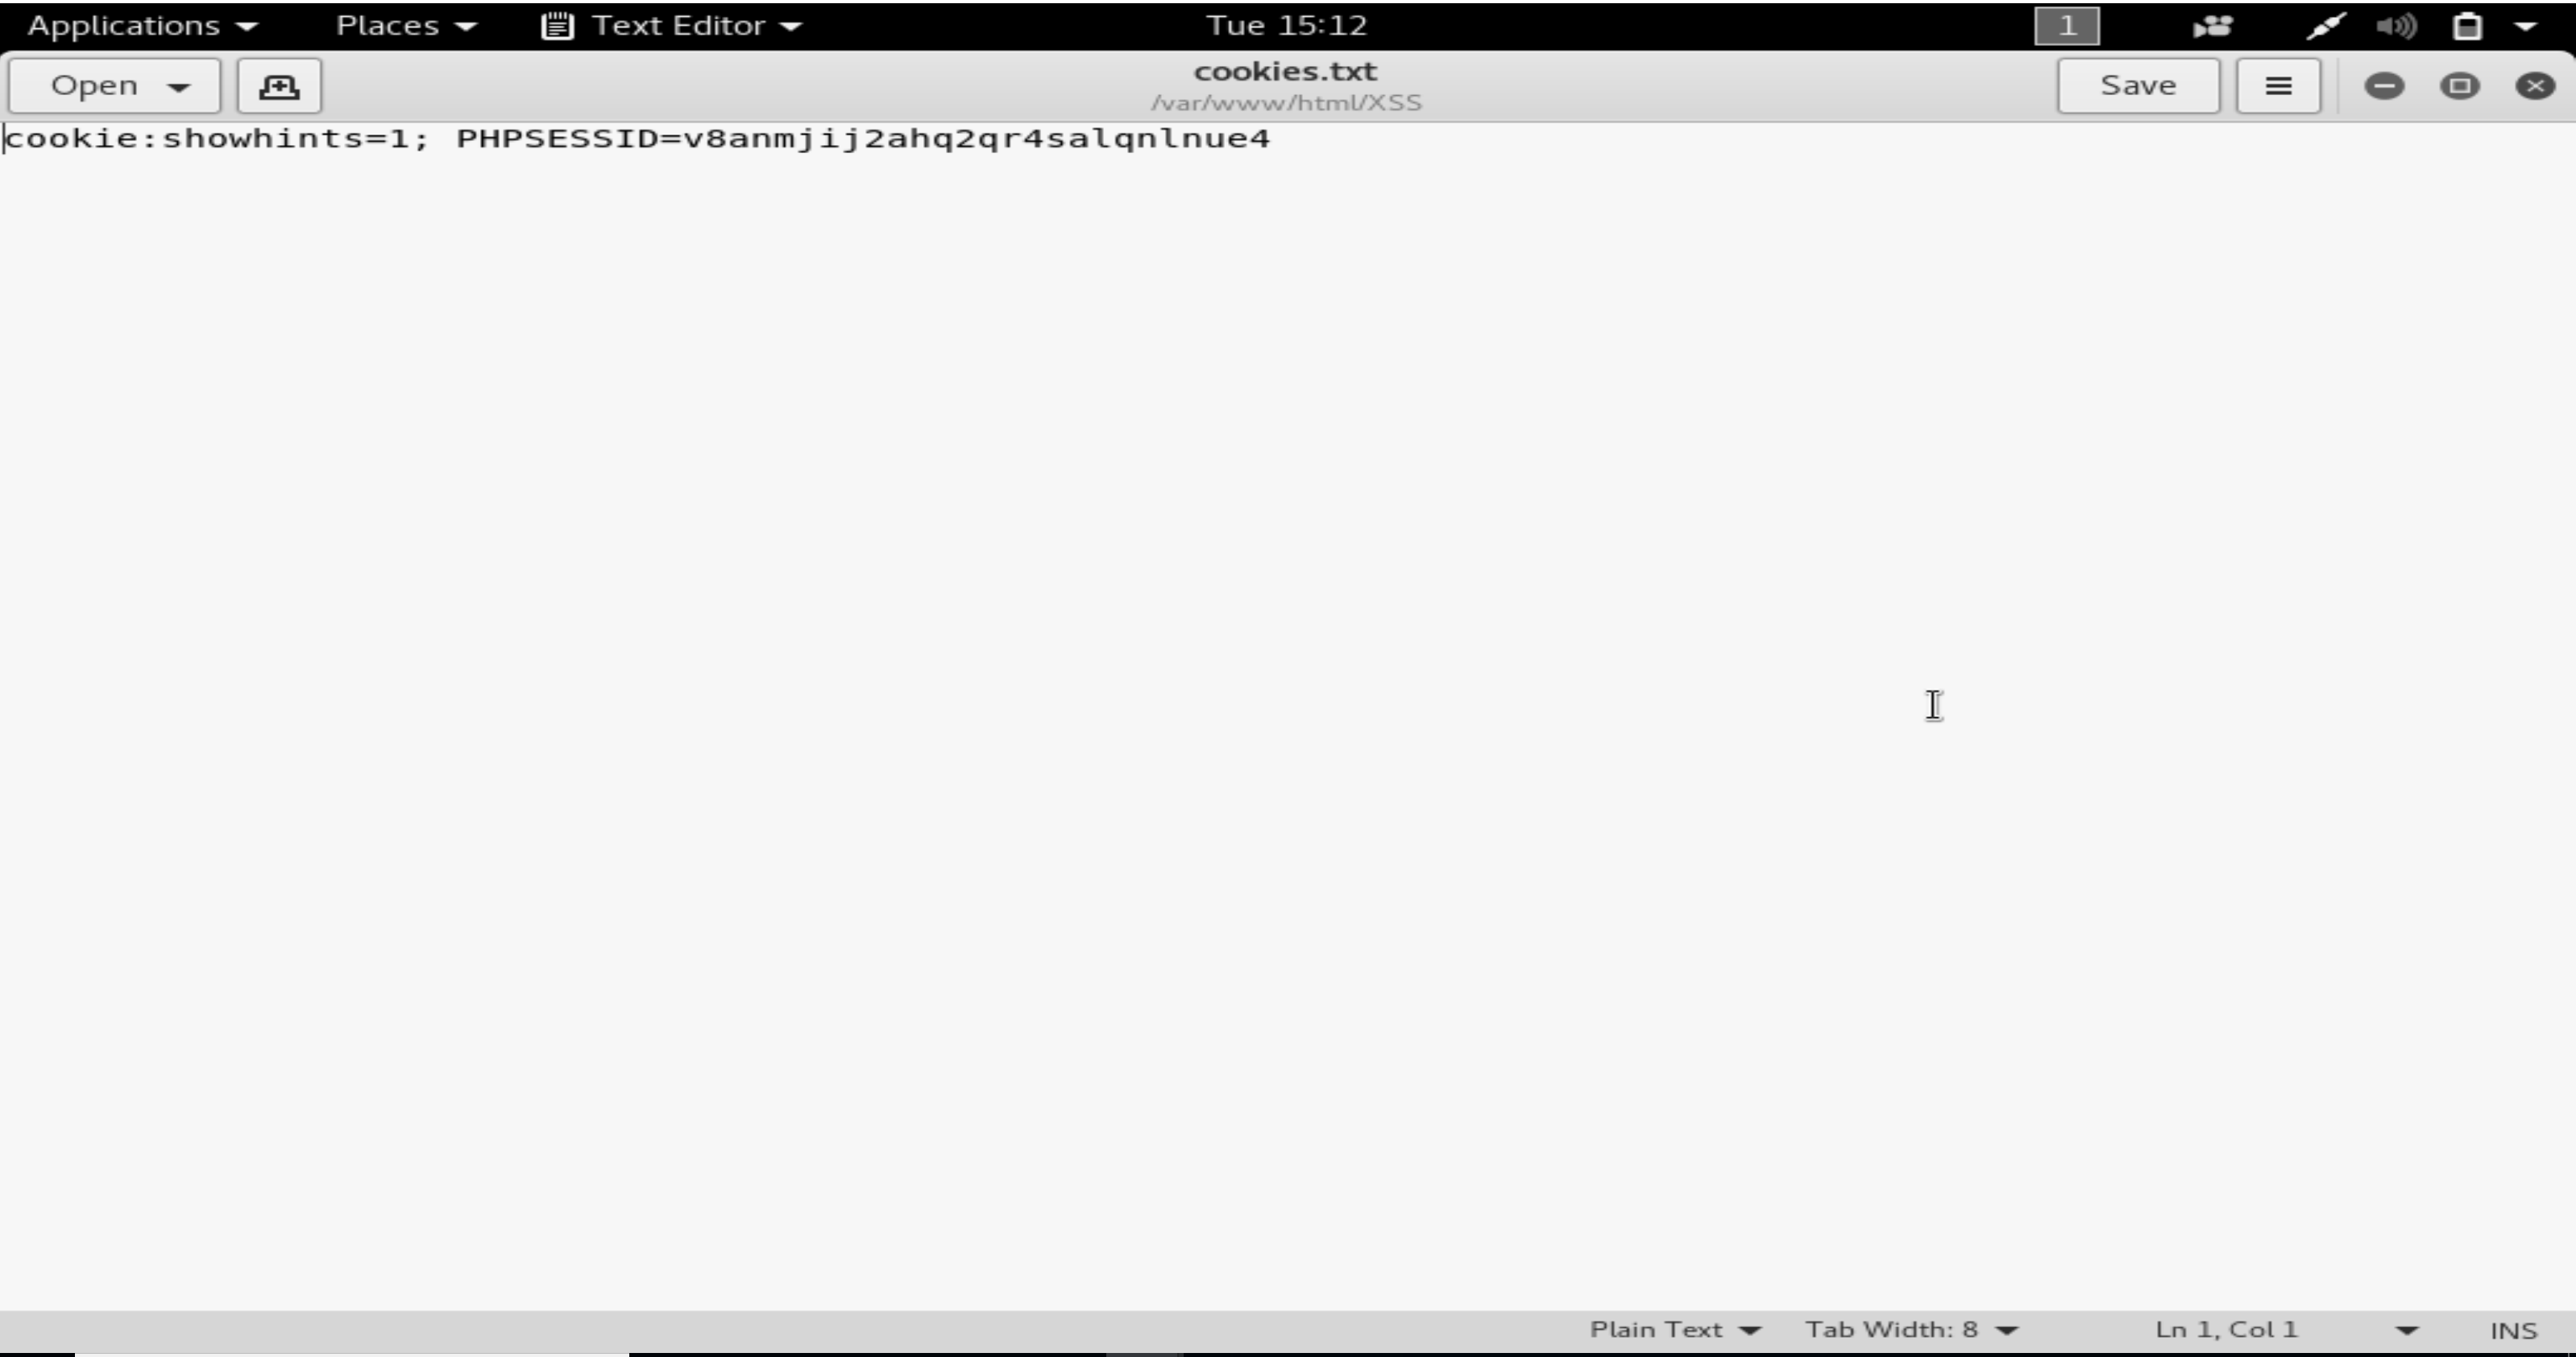 Applications Places Text Editor Tue 15:12 1
Open cookies.txt Save
/var/www/html/XSS
cookie:showhints=1; PHPSESSID=v8anmjij2ahq2qr4salqnlnue4
Plain Text Tab Width: 8 Ln 1, Col 1 INS